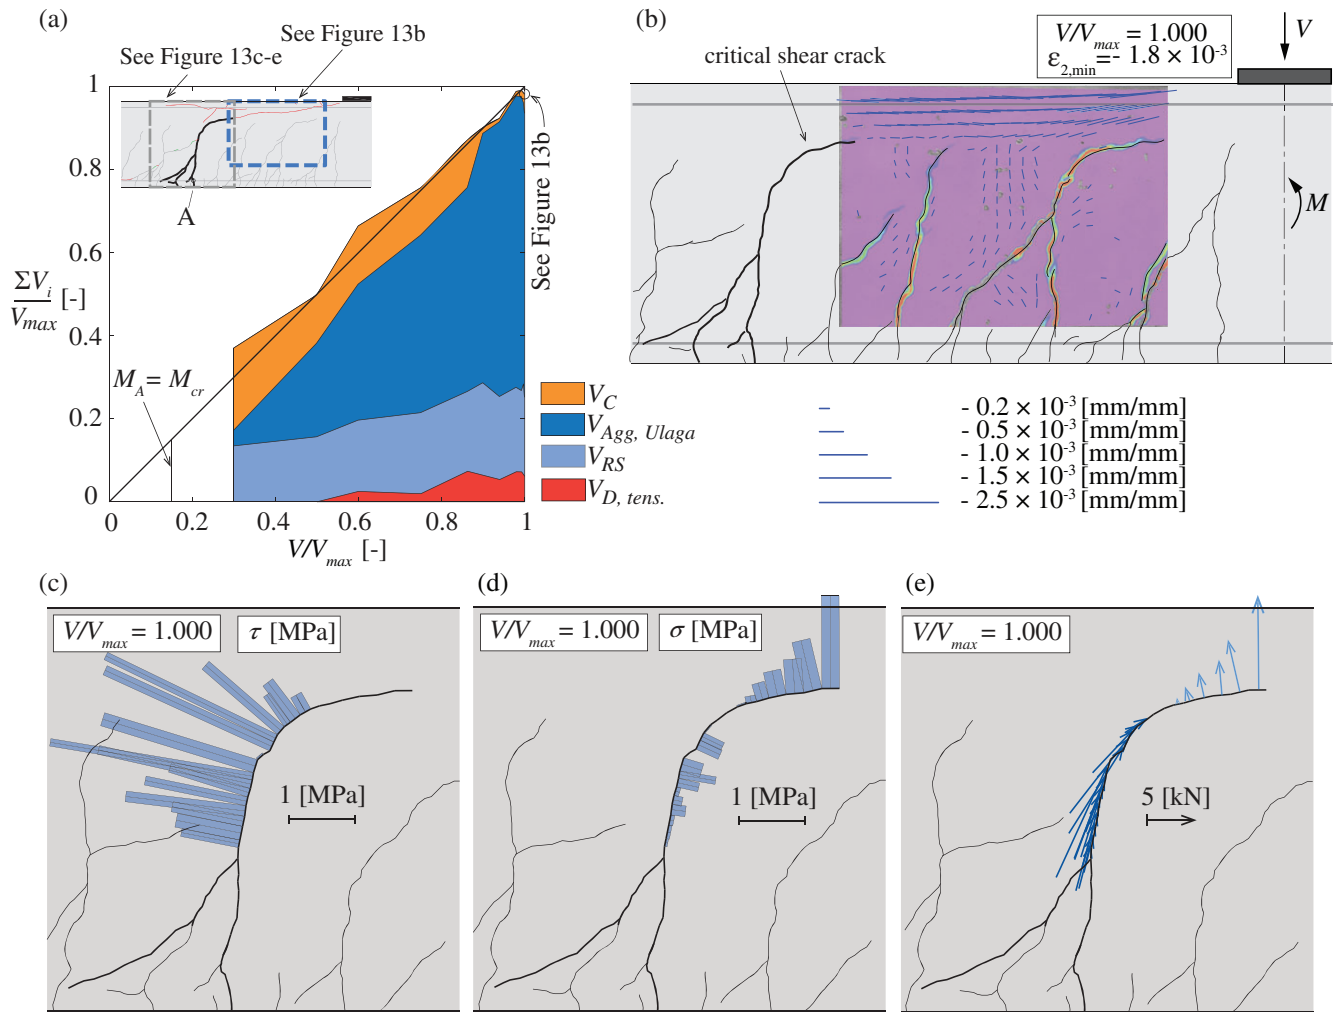 (a)
See Figure 13b
See Figure 13c-e
1
0.8
0.6
0.4
0.2
0
ΣV_i
V_max [-]
A
M_A = M_cr
See Figure 13b
0 0.2 0.4 0.6 0.8 1
V/V_max [-]
V_C
V_Agg, Ulaga
V_RS
V_D, tens.
(b)
critical shear crack
V/V_max = 1.000
ε_2,min = - 1.8 × 10^-3
V
M
- 0.2 × 10^-3 [mm/mm]
- 0.5 × 10^-3 [mm/mm]
- 1.0 × 10^-3 [mm/mm]
- 1.5 × 10^-3 [mm/mm]
- 2.5 × 10^-3 [mm/mm]
(c)
V/V_max = 1.000
τ [MPa]
1 [MPa]
(d)
V/V_max = 1.000
σ [MPa]
1 [MPa]
(e)
V/V_max = 1.000
5 [kN]